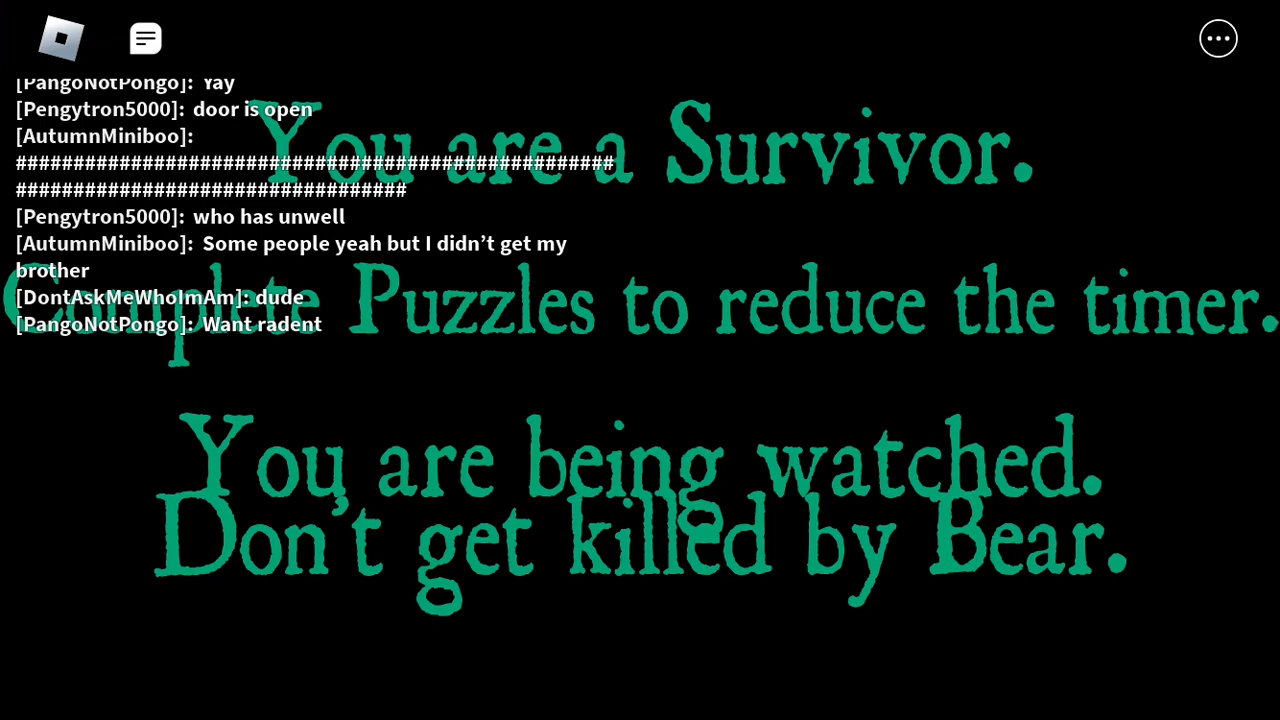 [PangoNotPongo]: Yay
[Pengytron5000]: door is open
[AutumnMiniboo]:
####################################################
##################################
[Pengytron5000]: who has unwell
[AutumnMiniboo]: Some people yeah but I didn’t get my
brother
[DontAskMeWhoImAm]: dude
[PangoNotPongo]: Want radent
You are a Survivor.
Complete Puzzles to reduce the timer.
You are being watched.
Don't get killed by Bear.